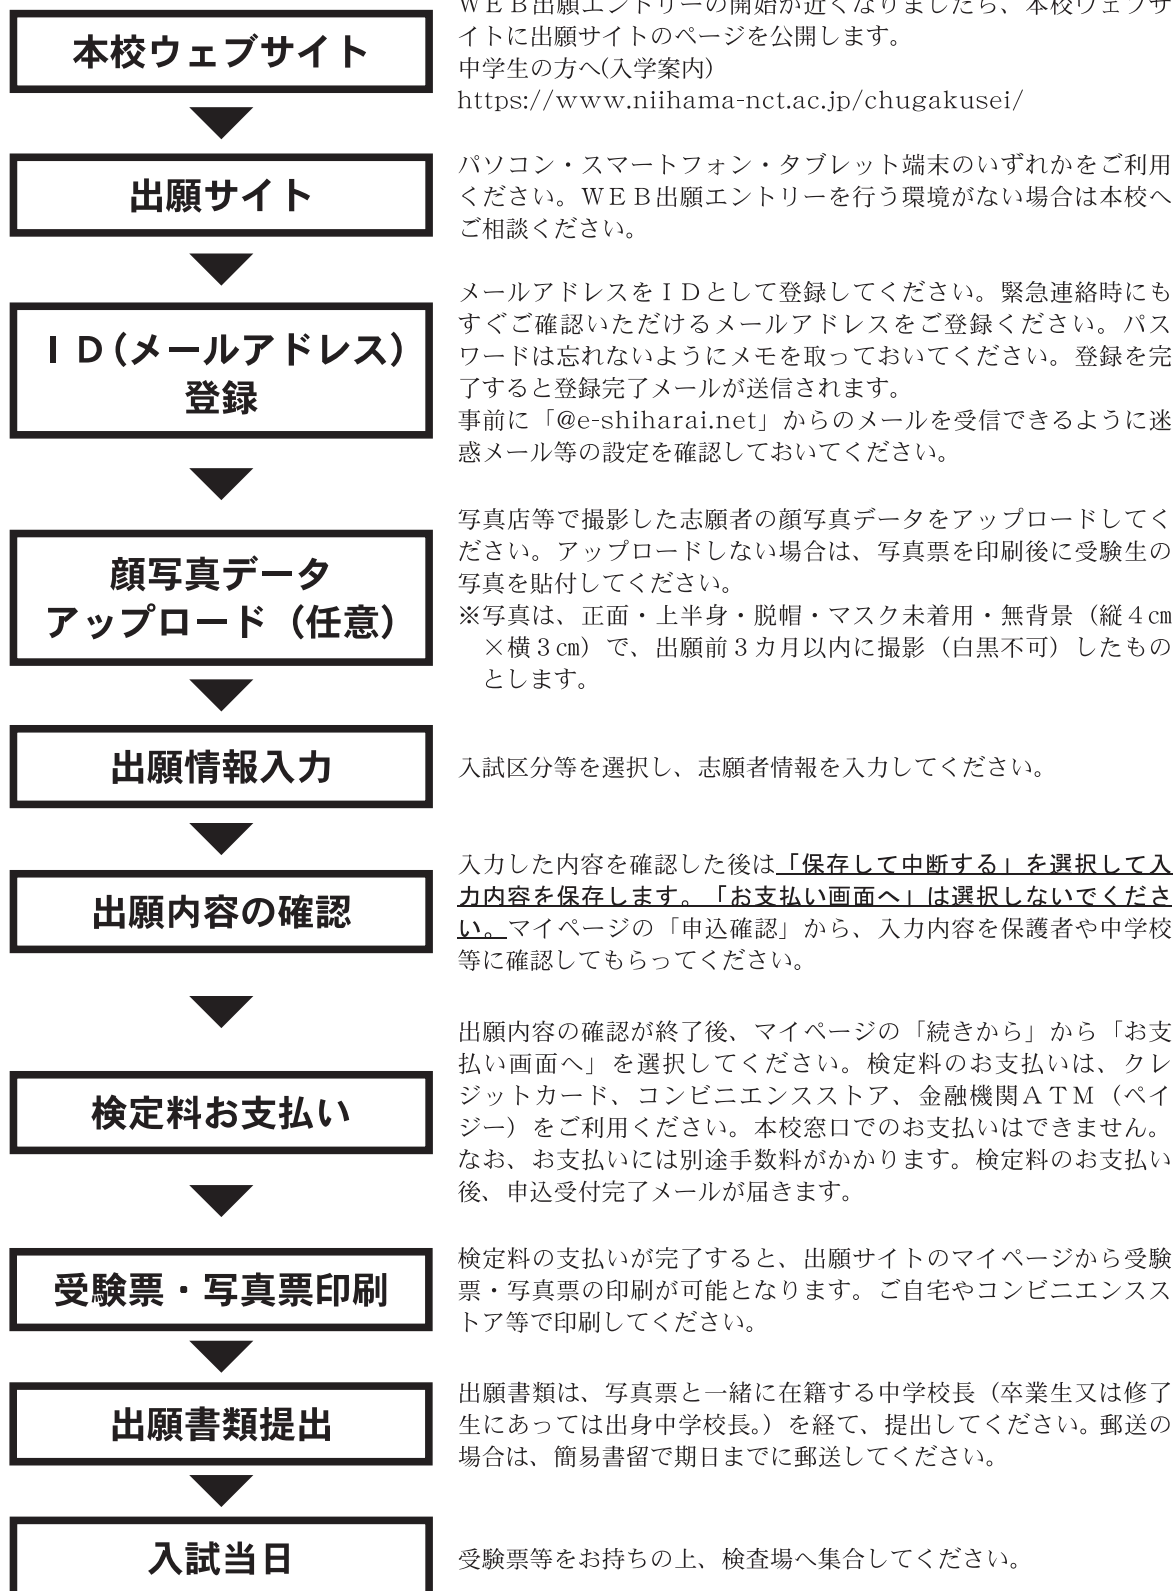 本校ウェブサイト
ＷＥＢ出願エントリーの開始が近くなりましたら、本校ウェブサ
イトに出願サイトのページを公開します。
中学生の方へ(入学案内)
https://www.niihama-nct.ac.jp/chugakusei/
出願サイト
パソコン・スマートフォン・タブレット端末のいずれかをご利用
ください。ＷＥＢ出願エントリーを行う環境がない場合は本校へ
ご相談ください。
ＩＤ(メールアドレス)
登録
メールアドレスをＩＤとして登録してください。緊急連絡時にも
すぐご確認いただけるメールアドレスをご登録ください。パス
ワードは忘れないようにメモを取っておいてください。登録を完
了すると登録完了メールが送信されます。
事前に「@e-shiharai.net」からのメールを受信できるように迷
惑メール等の設定を確認しておいてください。
顔写真データ
アップロード（任意）
写真店等で撮影した志願者の顔写真データをアップロードしてく
ださい。アップロードしない場合は、写真票を印刷後に受験生の
写真を貼付してください。
※写真は、正面・上半身・脱帽・マスク未着用・無背景（縦４㎝
×横３㎝）で、出願前３カ月以内に撮影（白黒不可）したもの
とします。
出願情報入力
入試区分等を選択し、志願者情報を入力してください。
出願内容の確認
入力した内容を確認した後は「保存して中断する」を選択して入
力内容を保存します。「お支払い画面へ」は選択しないでくださ
い。マイページの「申込確認」から、入力内容を保護者や中学校
等に確認してもらってください。
検定料お支払い
出願内容の確認が終了後、マイページの「続きから」から「お支
払い画面へ」を選択してください。検定料のお支払いは、クレ
ジットカード、コンビニエンスストア、金融機関ＡＴＭ（ペイ
ジー）をご利用ください。本校窓口でのお支払いはできません。
なお、お支払いには別途手数料がかかります。検定料のお支払い
後、申込受付完了メールが届きます。
受験票・写真票印刷
検定料の支払いが完了すると、出願サイトのマイページから受験
票・写真票の印刷が可能となります。ご自宅やコンビニエンスス
トア等で印刷してください。
出願書類提出
出願書類は、写真票と一緒に在籍する中学校長（卒業生又は修了
生にあっては出身中学校長。）を経て、提出してください。郵送の
場合は、簡易書留で期日までに郵送してください。
入試当日
受験票等をお持ちの上、検査場へ集合してください。